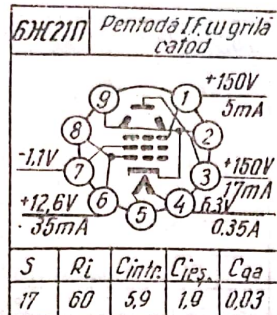 6Ж21П
Pentodă I.F. cu grilă
catod
+150V
5mA
9
1
8
2
-1,1V
7
3
+150V
17mA
+12,6V
35mA
6
5
4
6,3V
0,35A
S Ri Cintr. Cieş. Cga
17 60 5,9 1,9 0,03